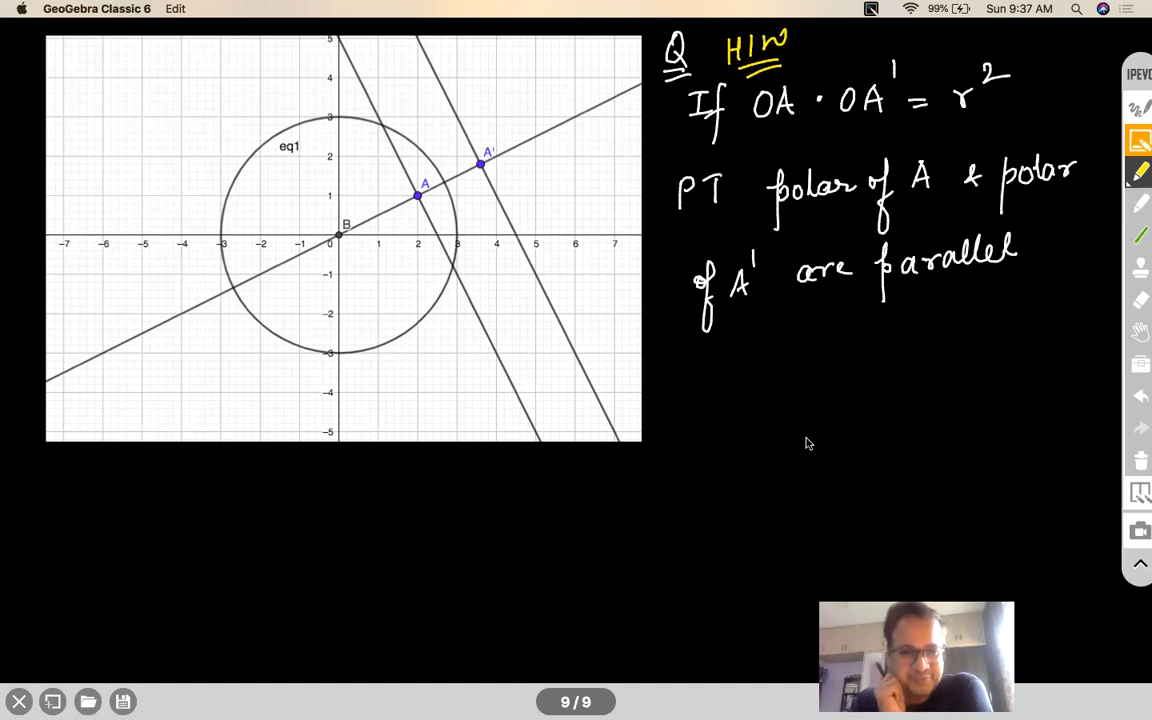 GeoGebra Classic 6 Edit 99% Sun 9:37 AM
Q H/W
If OA · OA' = r²
PT polar of A & polar
of A' are parallel
IPEVO
5
4
3
2
1
-1
-2
-3
-4
-5
-7 -6 -5 -4 -3 -2 -1 0 1 2 3 4 5 6 7
eq1
A'
A
B
9 / 9